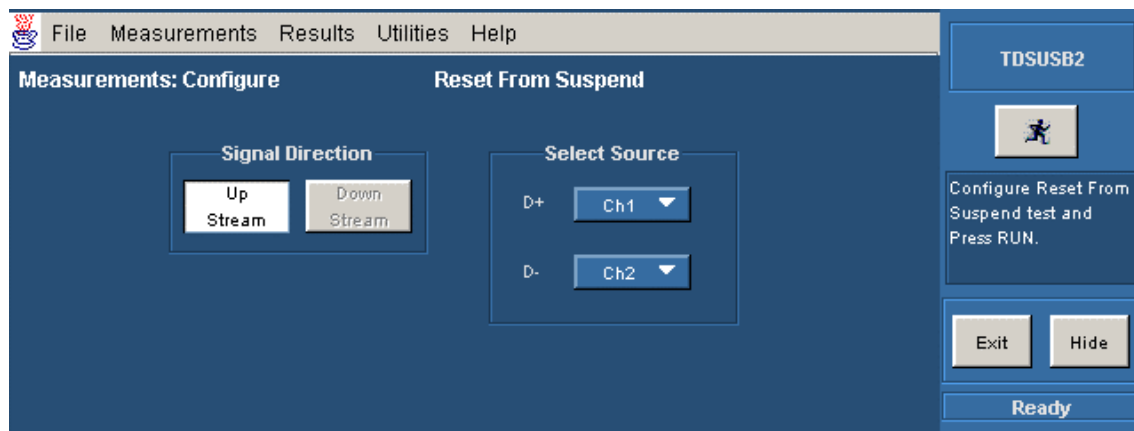 File Measurements Results Utilities Help
Measurements: Configure Reset From Suspend
Signal Direction
Up
Stream
Down
Stream
Select Source
D+ Ch1
D- Ch2
TDSUSB2
Configure Reset From
Suspend test and
Press RUN.
Exit Hide
Ready